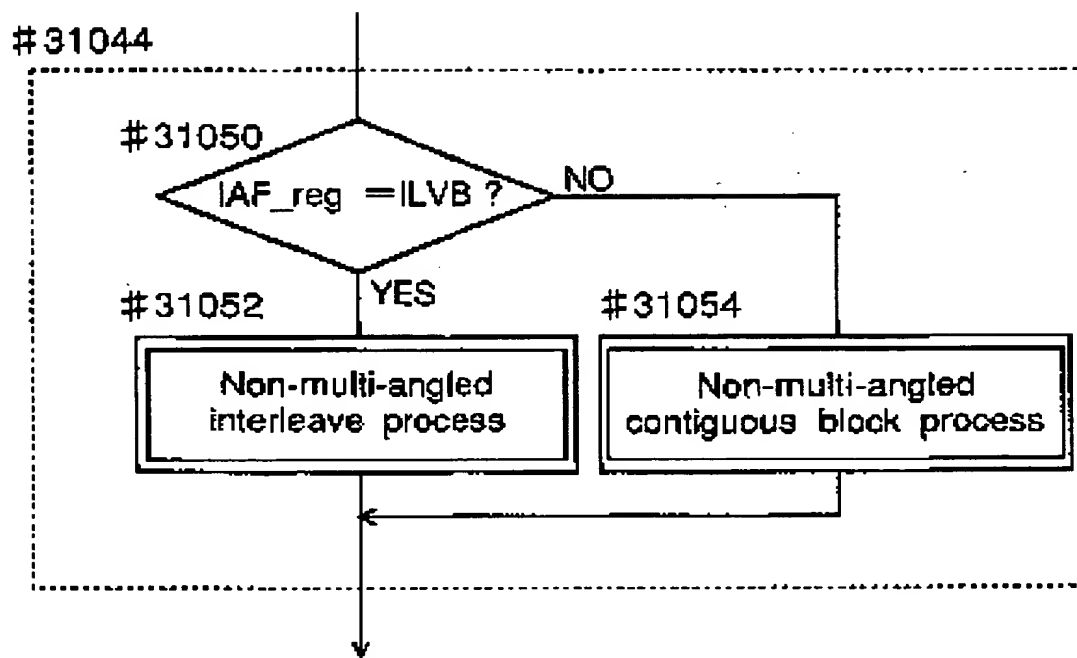 #31044
#31050
IAF_reg =ILVB ?
NO
YES
#31052
#31054
Non-multi-angled
interleave process
Non-multi-angled
contiguous block process